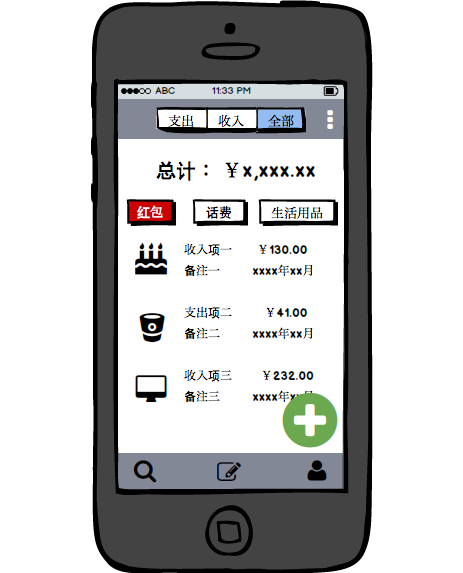 ABC 11:33 PM
支出 收入 全部
总计：￥x,xxx.xx
红包 话费 生活用品
收入项一 ￥130.00
备注一 xxxx年xx月
支出项二 ￥41.00
备注二 xxxx年xx月
收入项三 ￥232.00
备注三 xxxx年xx月